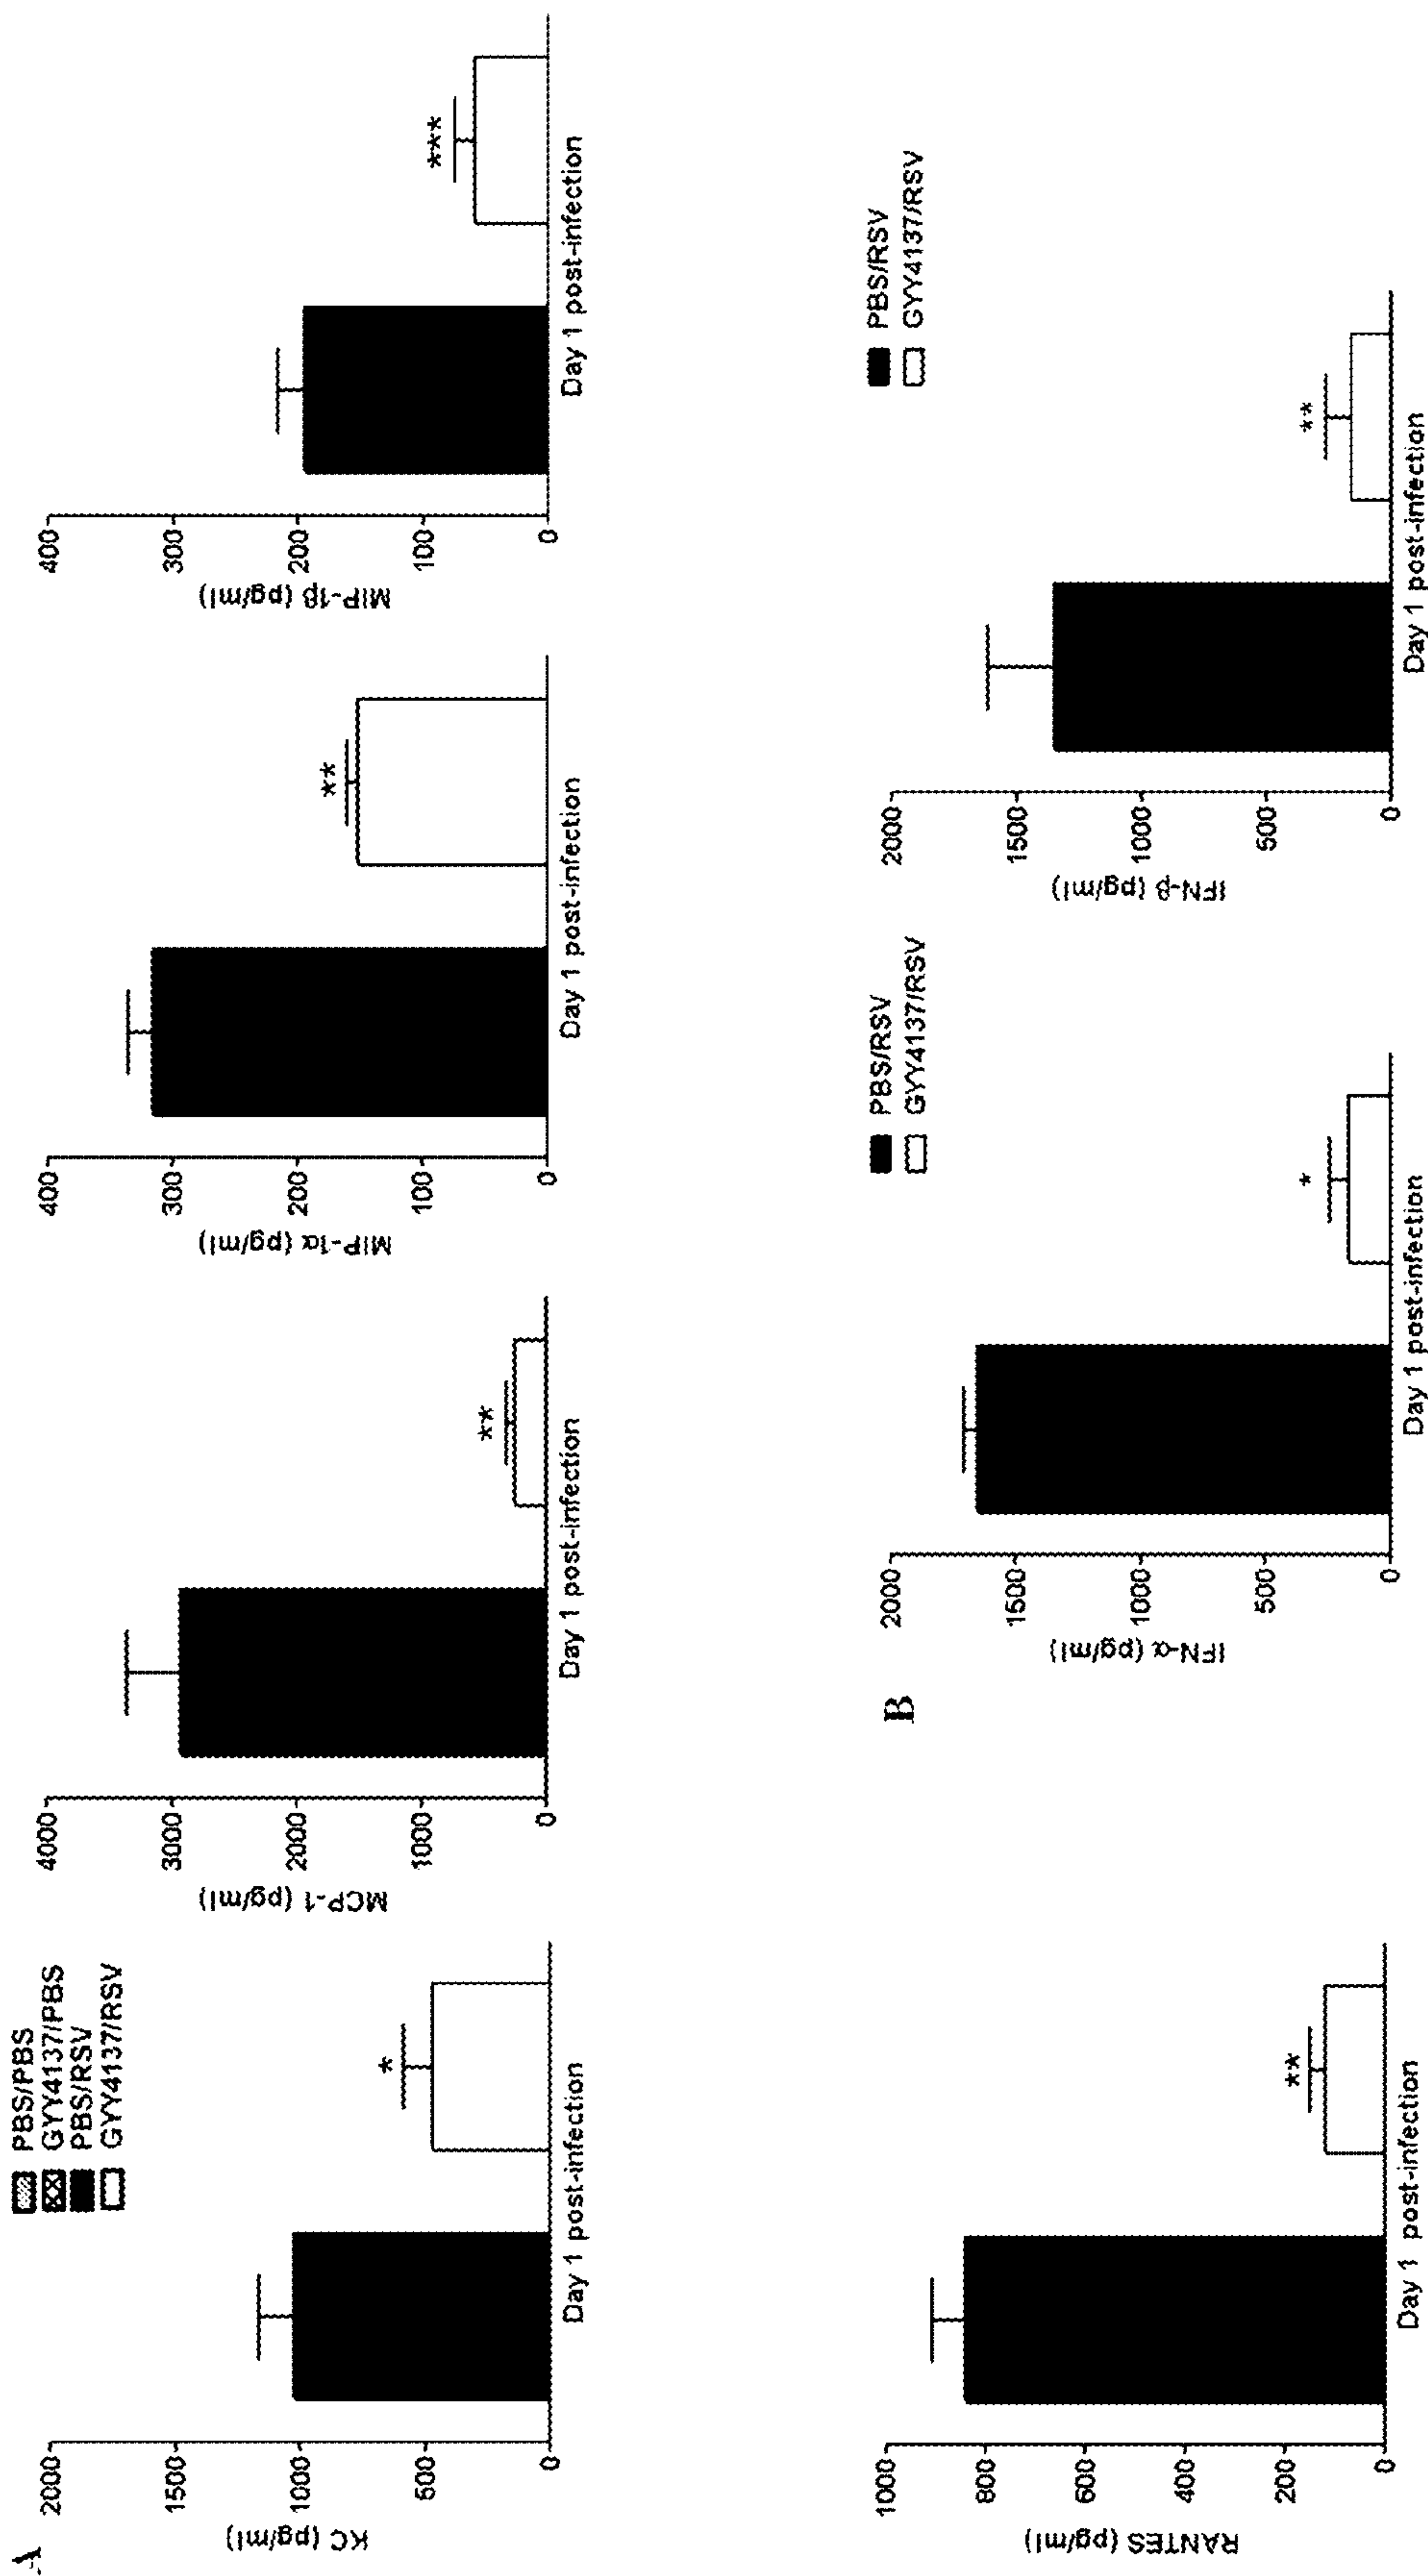 A
PBS/PBS
GYY4137/PBS
PBS/RSV
GYY4137/RSV
2000
1500
1000
500
0
KC (pg/ml)
*
Day 1 post-infection
4000
3000
2000
1000
0
MCP-1 (pg/ml)
**
Day 1 post-infection
400
300
200
100
0
MIP-1α (pg/ml)
**
Day 1 post-infection
400
300
200
100
0
MIP-1β (pg/ml)
***
Day 1 post-infection
1000
800
600
400
200
0
RANTES (pg/ml)
**
Day 1 post-infection
B
PBS/RSV
GYY4137/RSV
2000
1500
1000
500
0
IFN-α (pg/ml)
*
Day 1 post-infection
PBS/RSV
GYY4137/RSV
2000
1500
1000
500
0
IFN-β (pg/ml)
**
Day 1 post-infection